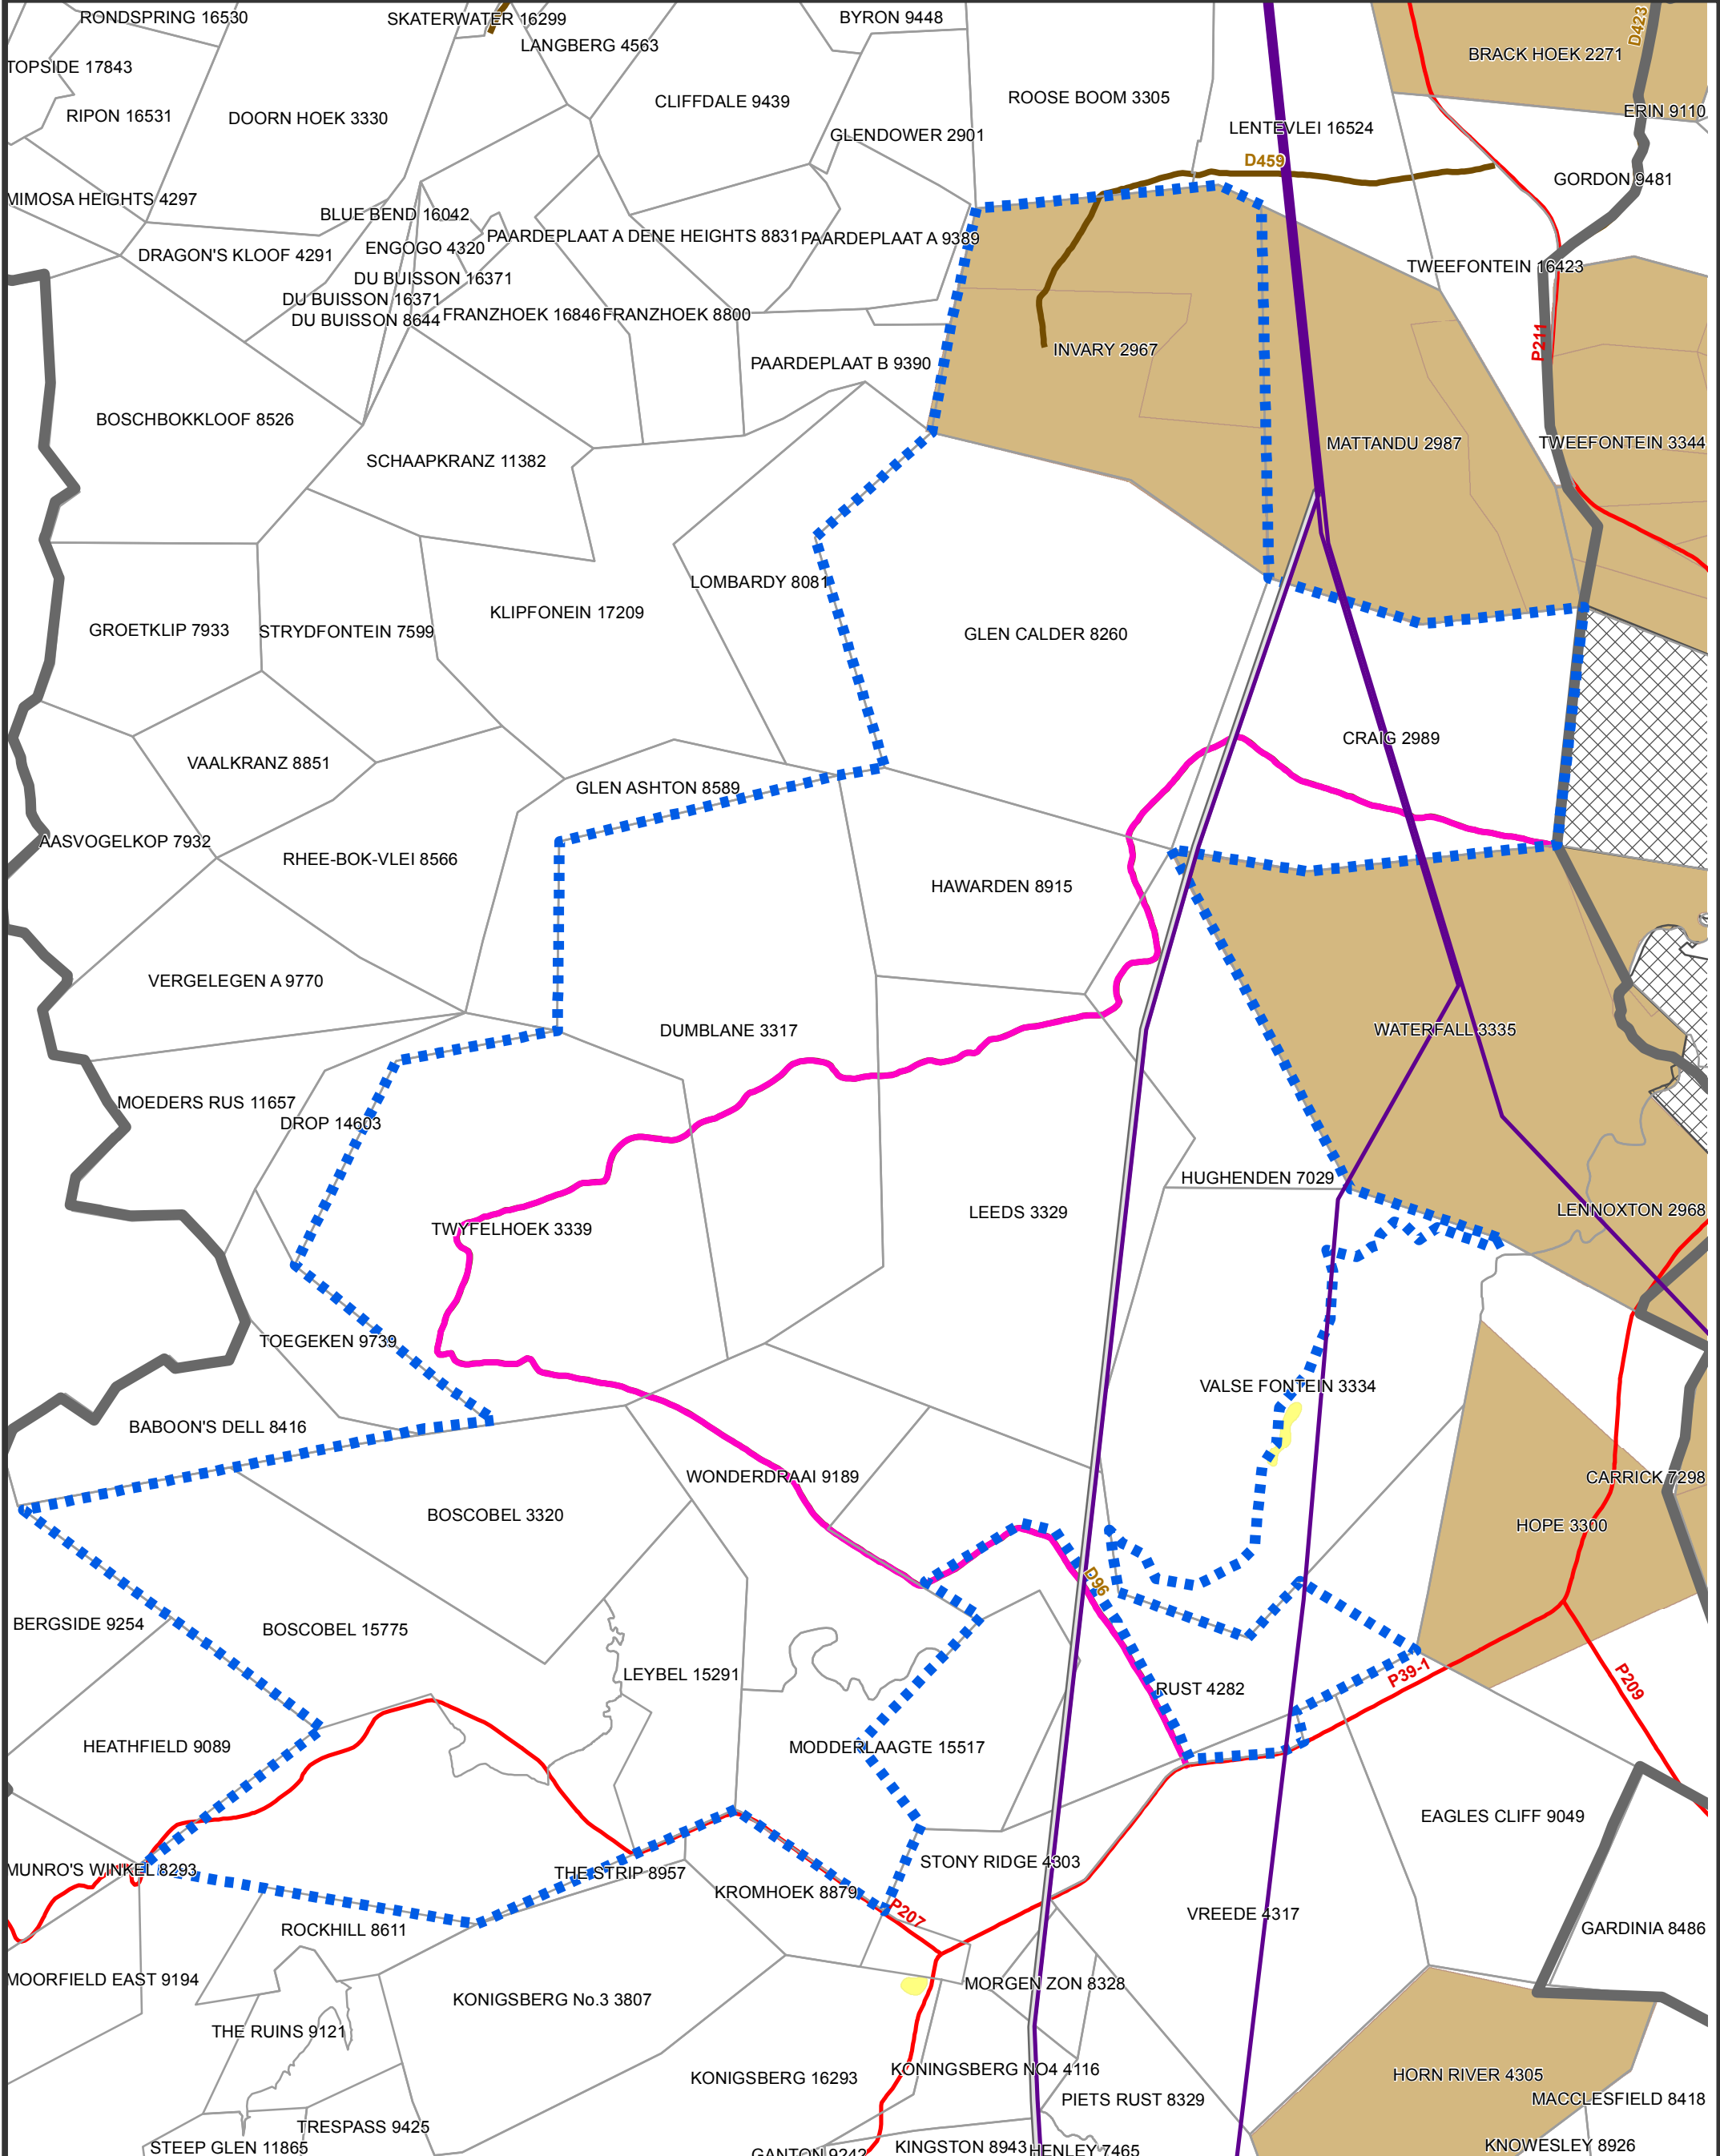 RONDSPRING 16530
SKATERWATER 16299
BYRON 9448
D423
LANGBERG 4563
BRACK HOEK 2271
TOPSIDE 17843
CLIFFDALE 9439
ROOSE BOOM 3305
RIPON 16531
DOORN HOEK 3330
ERIN 9110
GLENDOWER 2901
LENTEVLEI 16524
D459
GORDON 9481
MIMOSA HEIGHTS 4297
BLUE BEND 16042
PAARDEPLAAT A DENE HEIGHTS 8831
PAARDEPLAAT A 9389
ENGOGO 4320
DRAGON'S KLOOF 4291
TWEEFONTEIN 16423
DU BUISSON 16371
DU BUISSON 16371
DU BUISSON 8644
FRANZHOEK 16846
FRANZHOEK 8800
P211
INVARY 2967
PAARDEPLAAT B 9390
BOSCHBOKKLOOF 8526
MATTANDU 2987
TWEEFONTEIN 3344
SCHAAPKRANZ 11382
LOMBARDY 8081
KLIPFONEIN 17209
GROETKLIP 7933
STRYDFONTEIN 7599
GLEN CALDER 8260
CRAIG 2989
VAALKRANZ 8851
GLEN ASHTON 8589
AASVOGELKOP 7932
RHEE-BOK-VLEI 8566
HAWARDEN 8915
VERGELEGEN A 9770
DUMBLANE 3317
WATERFALL 3335
MOEDERS RUS 11657
DROP 14603
HUGHENDEN 7029
LEEDS 3329
LENNOXTON 2968
TWYFELHOEK 3339
TOEGEKEN 9739
VALSE FONTEIN 3334
BABOON'S DELL 8416
WONDERDRAAI 9189
CARRICK 7298
BOSCOBEL 3320
HOPE 3300
D96
BERGSIDE 9254
BOSCOBEL 15775
LEYBEL 15291
P39-1
P209
RUST 4282
HEATHFIELD 9089
MODDERLAAGTE 15517
EAGLES CLIFF 9049
MUNRO'S WINKEL 8293
THE STRIP 8957
STONY RIDGE 4303
KROMHOEK 8879
P207
VREEDE 4317
ROCKHILL 8611
GARDINIA 8486
MOORFIELD EAST 9194
MORGEN ZON 8328
KONIGSBERG No.3 3807
THE RUINS 9121
KONINGSBERG NO4 4116
KONIGSBERG 16293
HORN RIVER 4305
PIETS RUST 8329
MACCLESFIELD 8418
TRESPASS 9425
STEEP GLEN 11865
GANTON 9242
KINGSTON 8943
HENLEY 7465
KNOWESLEY 8926